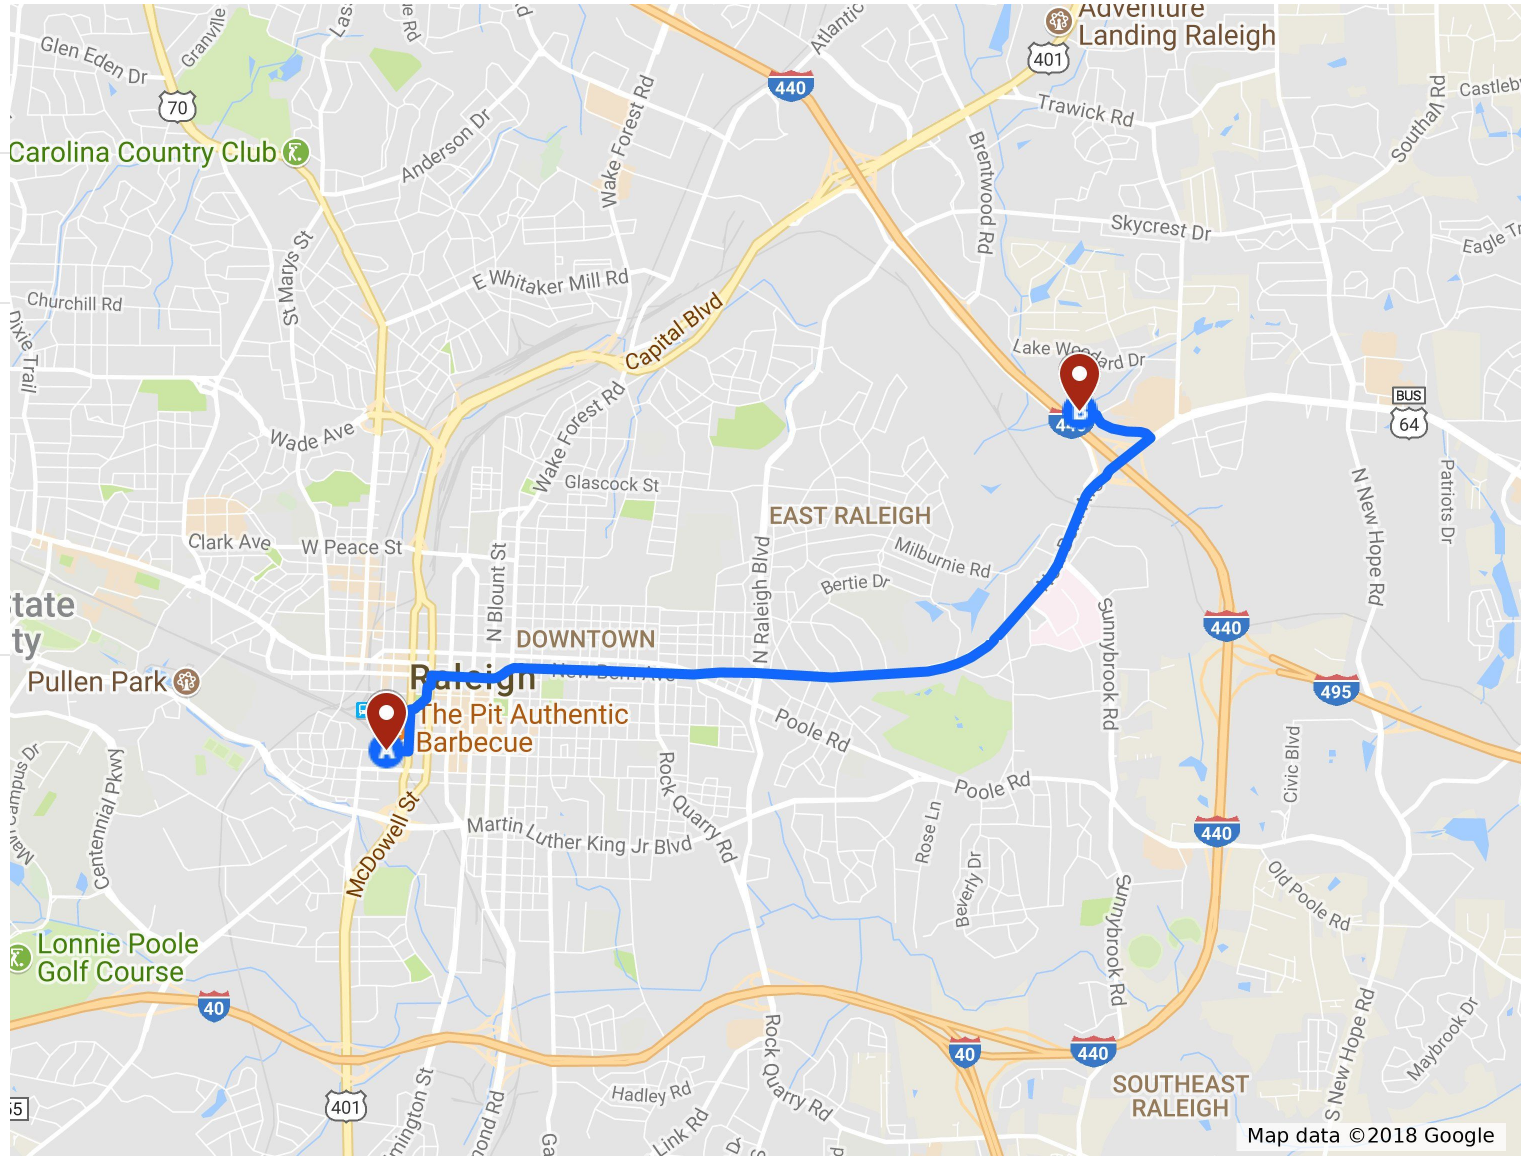 Adventure
Landing Raleigh
Atlantic
Granville
Glen Eden Dr
401
440
70
Trawick Rd
Castleb
Southall Rd
Carolina Country Club
Anderson Dr
Wake Forest Rd
Brentwood Rd
Skycrest Dr
Eagle Tr
St Marys St
E Whitaker Mill Rd
Churchill Rd
Dixie Trail
Capital Blvd
Lake Woodard Dr
B
440
BUS
64
Wade Ave
Wake Forest Rd
Glascock St
EAST RALEIGH
N New Hope Rd
Patriots Dr
Clark Ave
W Peace St
N Blount St
N Raleigh Blvd
Milburnie Rd
Bertie Dr
Sunnybrook Rd
440
State
ty
DOWNTOWN
Raleigh
New Bern Ave
Pullen Park
495
The Pit Authentic
Barbecue
A
Poole Rd
Poole Rd
Civic Blvd
Centennial Pkwy
Rock Quarry Rd
Rose Ln
McDowell St
Martin Luther King Jr Blvd
440
Beverly Dr
Old Poole Rd
Sunnybrook Rd
Lonnie Poole
Golf Course
40
Rock Quarry Rd
40
440
S New Hope Rd
Maybrook Dr
Hadley Rd
SOUTHEAST
RALEIGH
401
55
Link Rd
Map data ©2018 Google